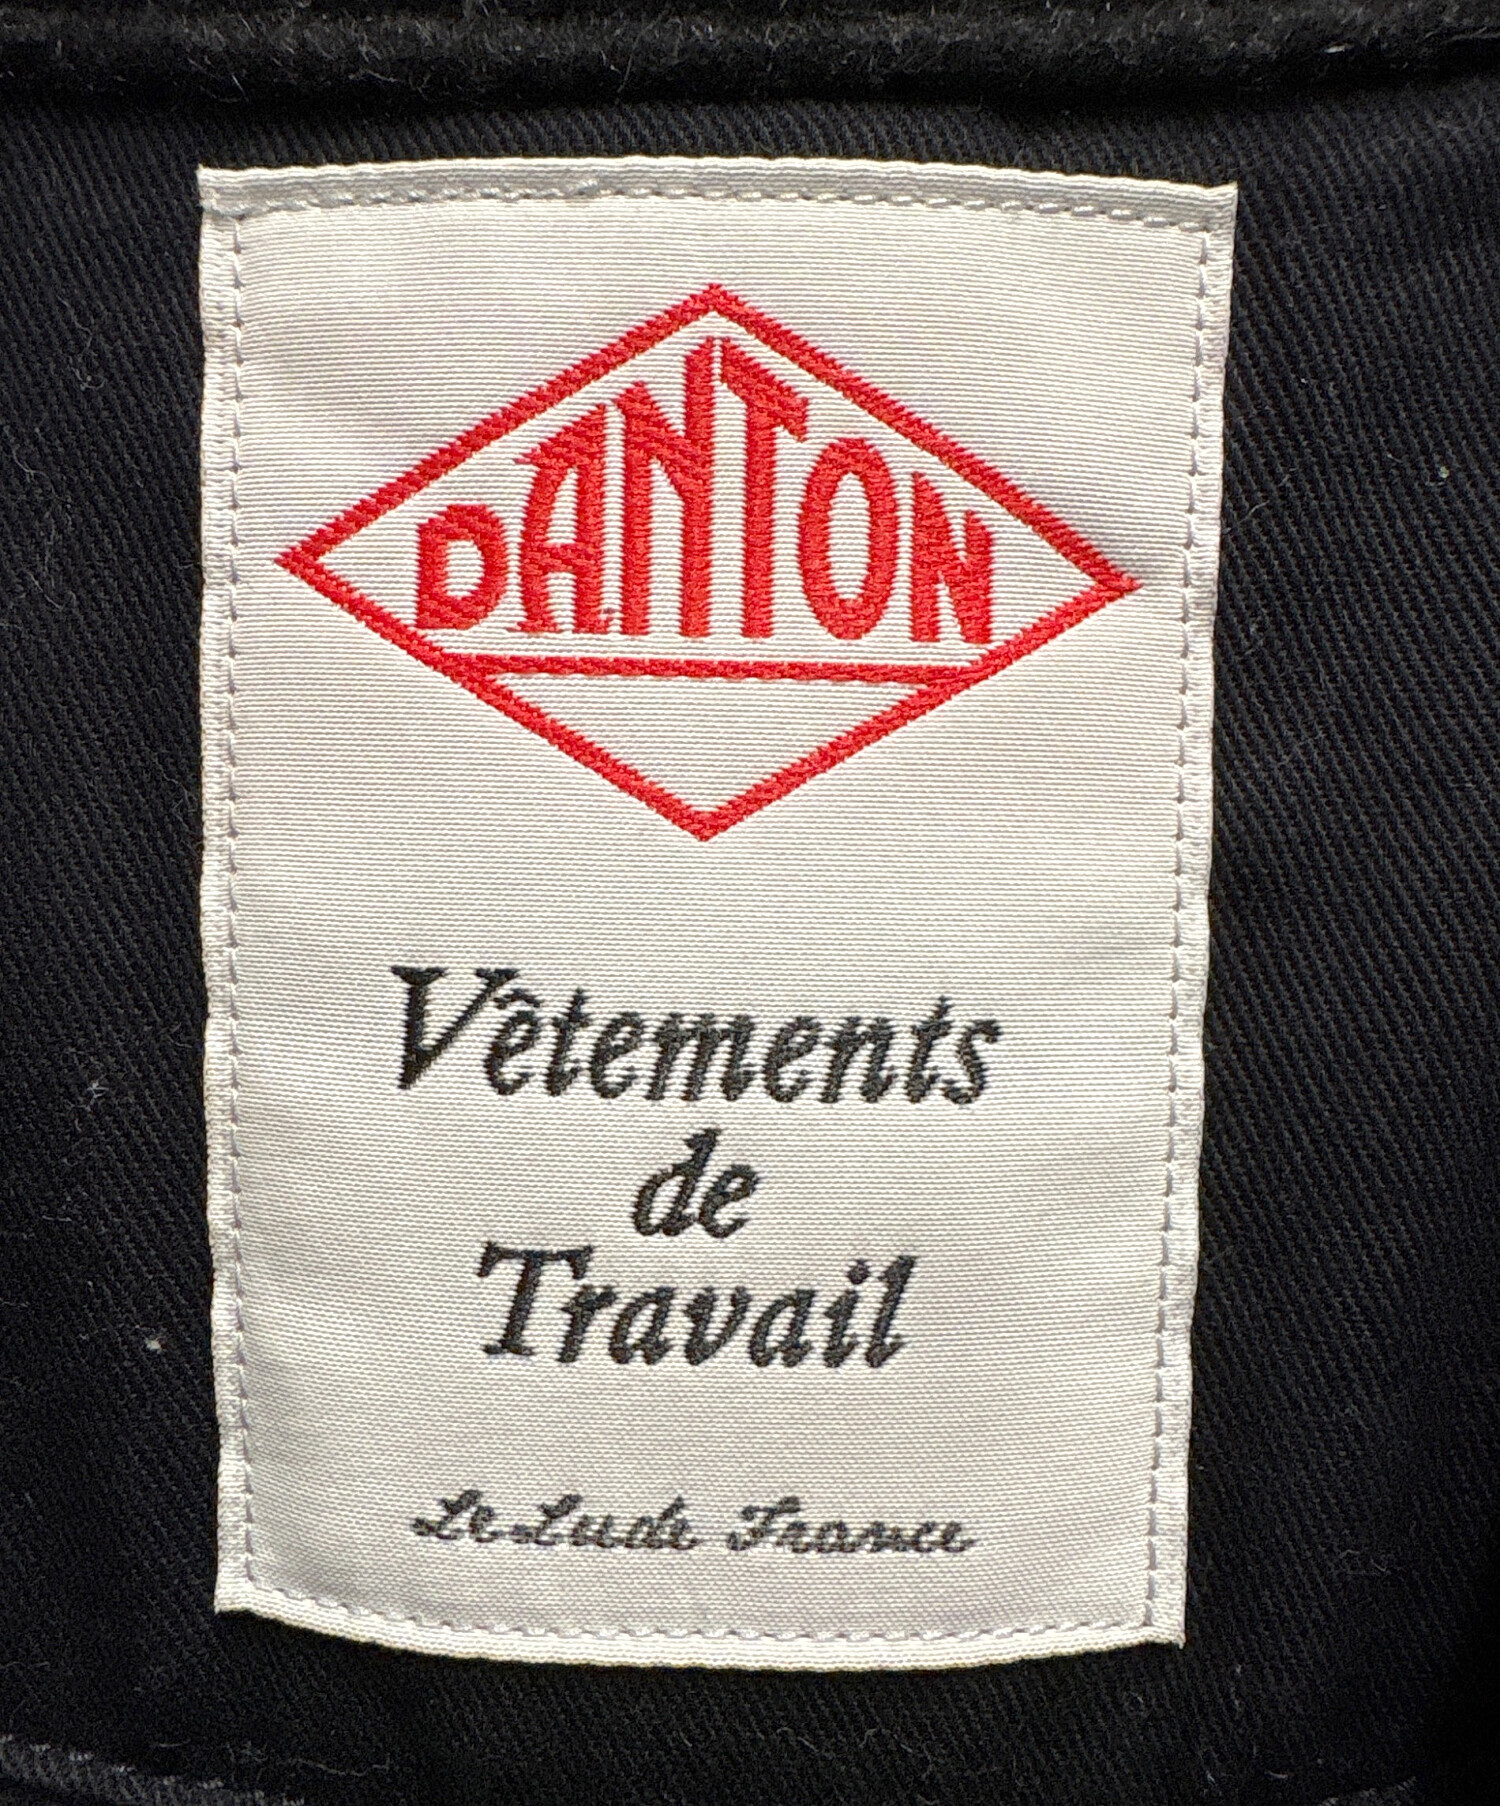 DANTON
Vêtements
de
Travail
Le Lude France